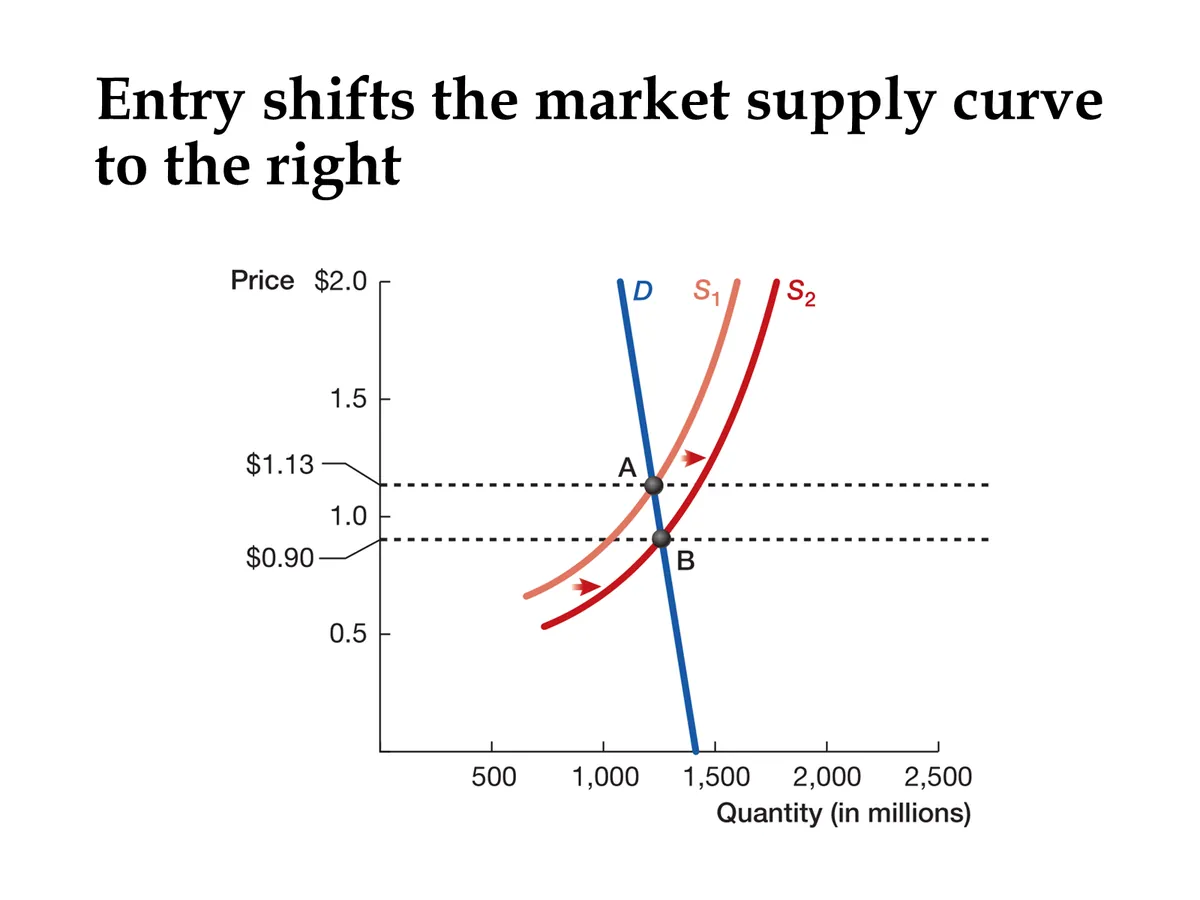 Entry shifts the market supply curve
to the right
Price $2.0
D
S₁
S₂
1.5
$1.13
A
1.0
$0.90
B
0.5
500 1,000 1,500 2,000 2,500
Quantity (in millions)